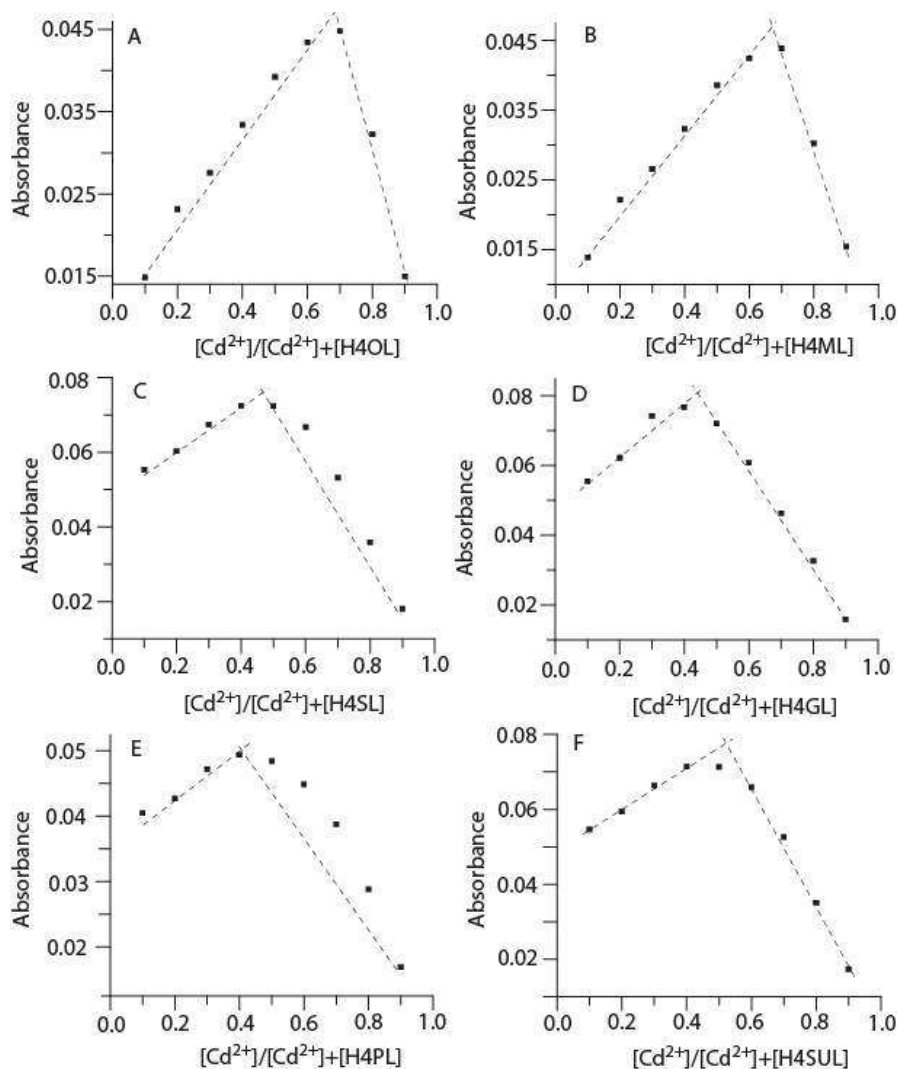 A
Absorbance
0.045
0.035
0.025
0.015
0.0 0.2 0.4 0.6 0.8 1.0
[Cd²⁺]/[Cd²⁺]+[H4OL]
B
Absorbance
0.045
0.035
0.025
0.015
0.0 0.2 0.4 0.6 0.8 1.0
[Cd²⁺]/[Cd²⁺]+[H4ML]
C
Absorbance
0.08
0.06
0.04
0.02
0.0 0.2 0.4 0.6 0.8 1.0
[Cd²⁺]/[Cd²⁺]+[H4SL]
D
Absorbance
0.08
0.06
0.04
0.02
0.0 0.2 0.4 0.6 0.8 1.0
[Cd²⁺]/[Cd²⁺]+[H4GL]
E
Absorbance
0.05
0.04
0.03
0.02
0.0 0.2 0.4 0.6 0.8 1.0
[Cd²⁺]/[Cd²⁺]+[H4PL]
F
Absorbance
0.08
0.06
0.04
0.02
0.0 0.2 0.4 0.6 0.8 1.0
[Cd²⁺]/[Cd²⁺]+[H4SUL]